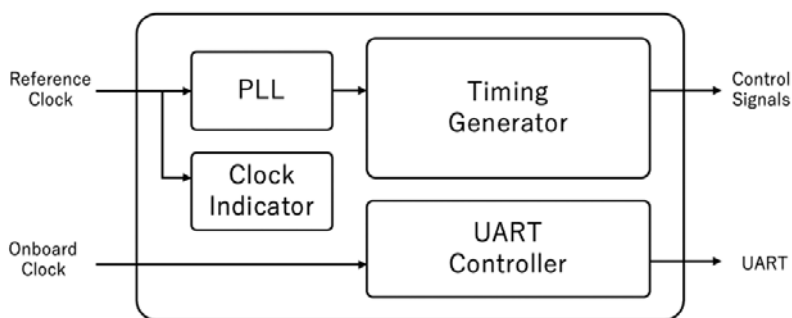 Reference
Clock
PLL
Timing
Generator
Control
Signals
Clock
Indicator
Onboard
Clock
UART
Controller
UART